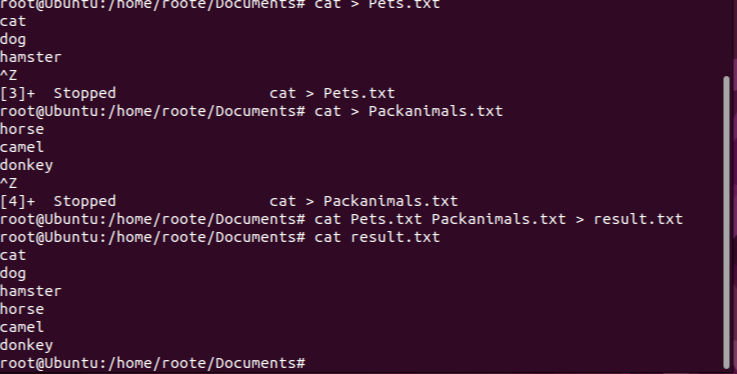 root@Ubuntu:/home/roote/Documents# cat > Pets.txt
cat
dog
hamster
^Z
[3]+  Stopped                 cat > Pets.txt
root@Ubuntu:/home/roote/Documents# cat > Packanimals.txt
horse
camel
donkey
^Z
[4]+  Stopped                 cat > Packanimals.txt
root@Ubuntu:/home/roote/Documents# cat Pets.txt Packanimals.txt > result.txt
root@Ubuntu:/home/roote/Documents# cat result.txt
cat
dog
hamster
horse
camel
donkey
root@Ubuntu:/home/roote/Documents#